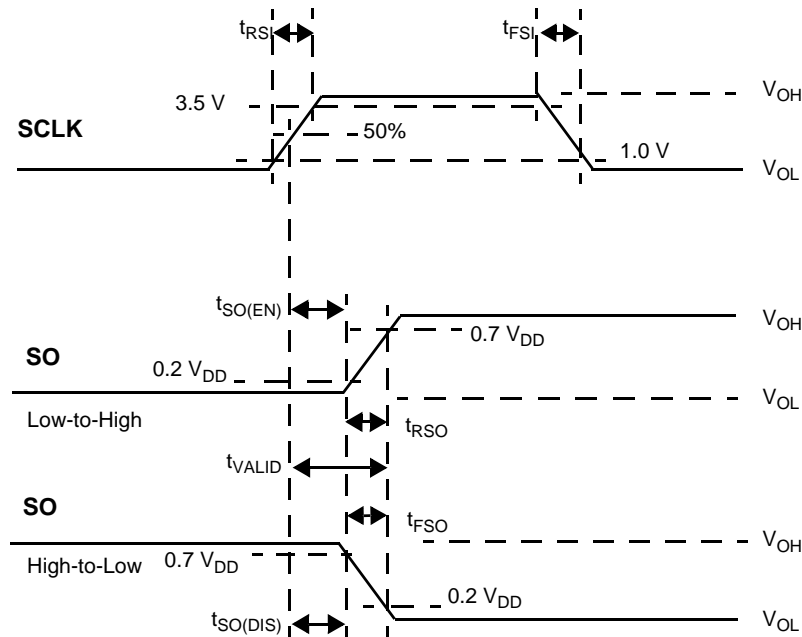 tRSI
tFSI
3.5 V
VOH
SCLK
50%
1.0 V
VOL
tSO(EN)
VOH
0.7 VDD
SO
0.2 VDD
VOL
Low-to-High
tRSO
tVALID
SO
tFSO
VOH
High-to-Low
0.7 VDD
0.2 VDD
tSO(DIS)
VOL